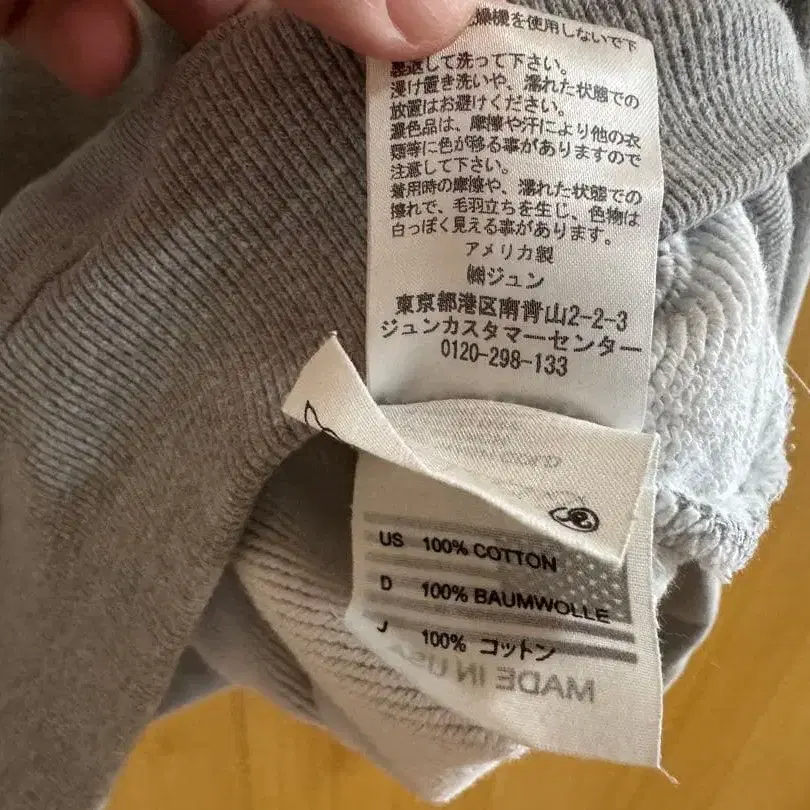 燥機を使用しないで下
裏返して洗って下さい。
浸け置き洗いや、濡れた状態での
放置はお避けください。
濃色品は、摩擦や汗により他の衣
類等に色が移る事がありますので
注意して下さい。
着用時の摩擦や、濡れた状態での
擦れで、毛羽立ちを生じ、色物は
白っぽく見える事があります。
アメリカ製
㈱ジュン
東京都港区南青山2-2-3
ジュンカスタマーセンター
0120-298-133
US 100% COTTON
D 100% BAUMWOLLE
J 100% コットン
MADE IN USA